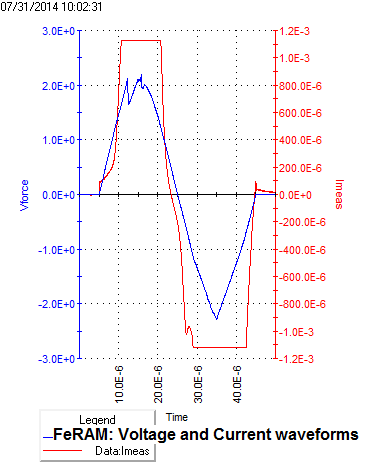 07/31/2014 10:02:31
3.0E+0
2.0E+0
1.0E+0
0.0E+0
-1.0E+0
-2.0E+0
-3.0E+0
Vforce
1.2E-3
1.0E-3
800.0E-6
600.0E-6
400.0E-6
200.0E-6
0.0E+0
-200.0E-6
-400.0E-6
-600.0E-6
-800.0E-6
-1.0E-3
-1.2E-3
Imeas
10.0E-6
20.0E-6
30.0E-6
40.0E-6
Time
Legend
FeRAM: Voltage and Current waveforms
Data:Imeas